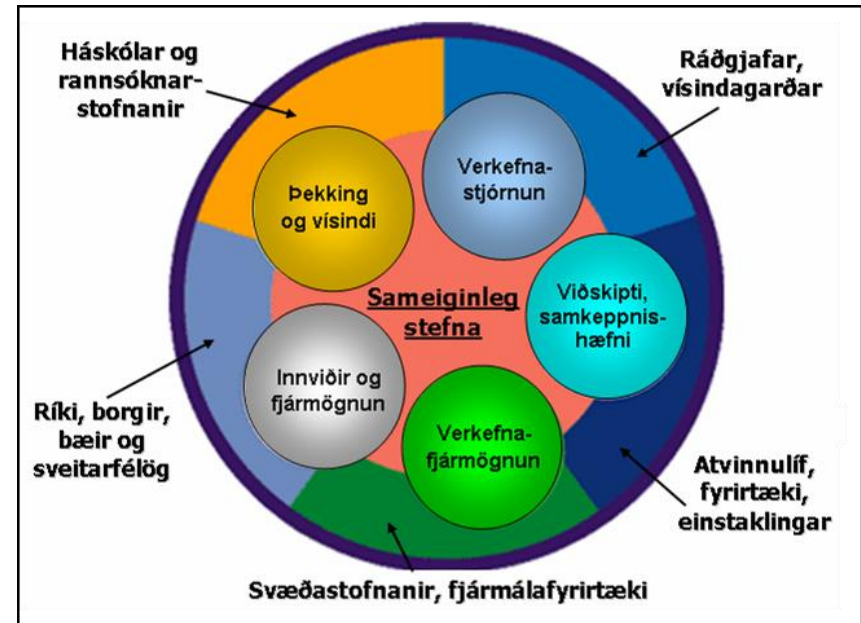 Háskólar og
rannsóknar-
stofnanir
Ráðgjafar,
vísindagarðar
Þekking
og vísindi
Verkefna-
stjórnun
Sameiginleg
stefna
Viðskipti,
samkeppnis-
hæfni
Innviðir og
fjármögnun
Verkefna-
fjármögnun
Ríki, borgir,
bæir og
sveitarfélög
Atvinnulíf,
fyrirtæki,
einstaklingar
Svæðastofnanir, fjármálafyrirtæki